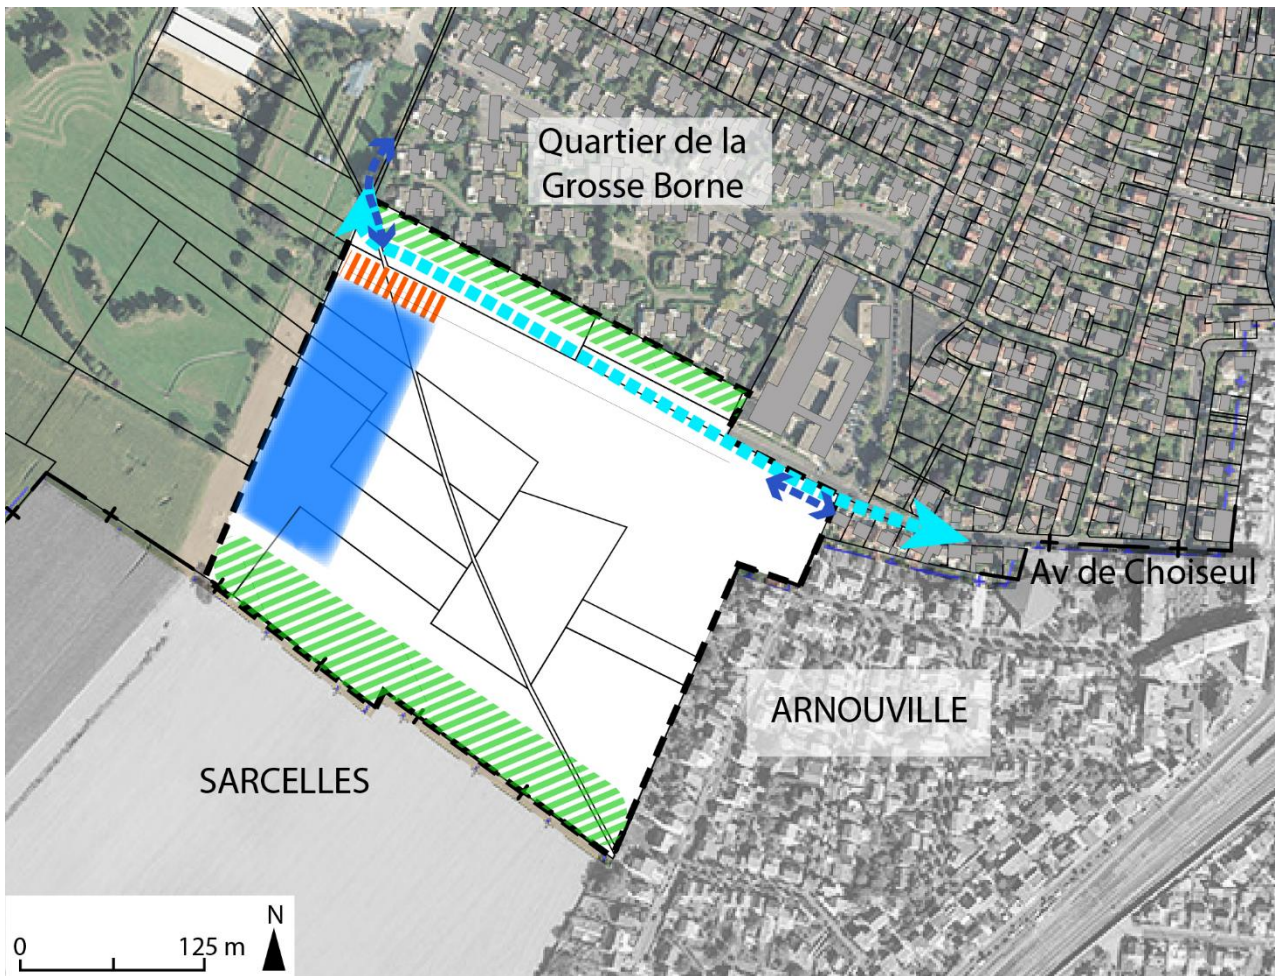 Quartier de la
Grosse Borne
Av de Choiseul
ARNOUVILLE
SARCELLES
N
0 125 m